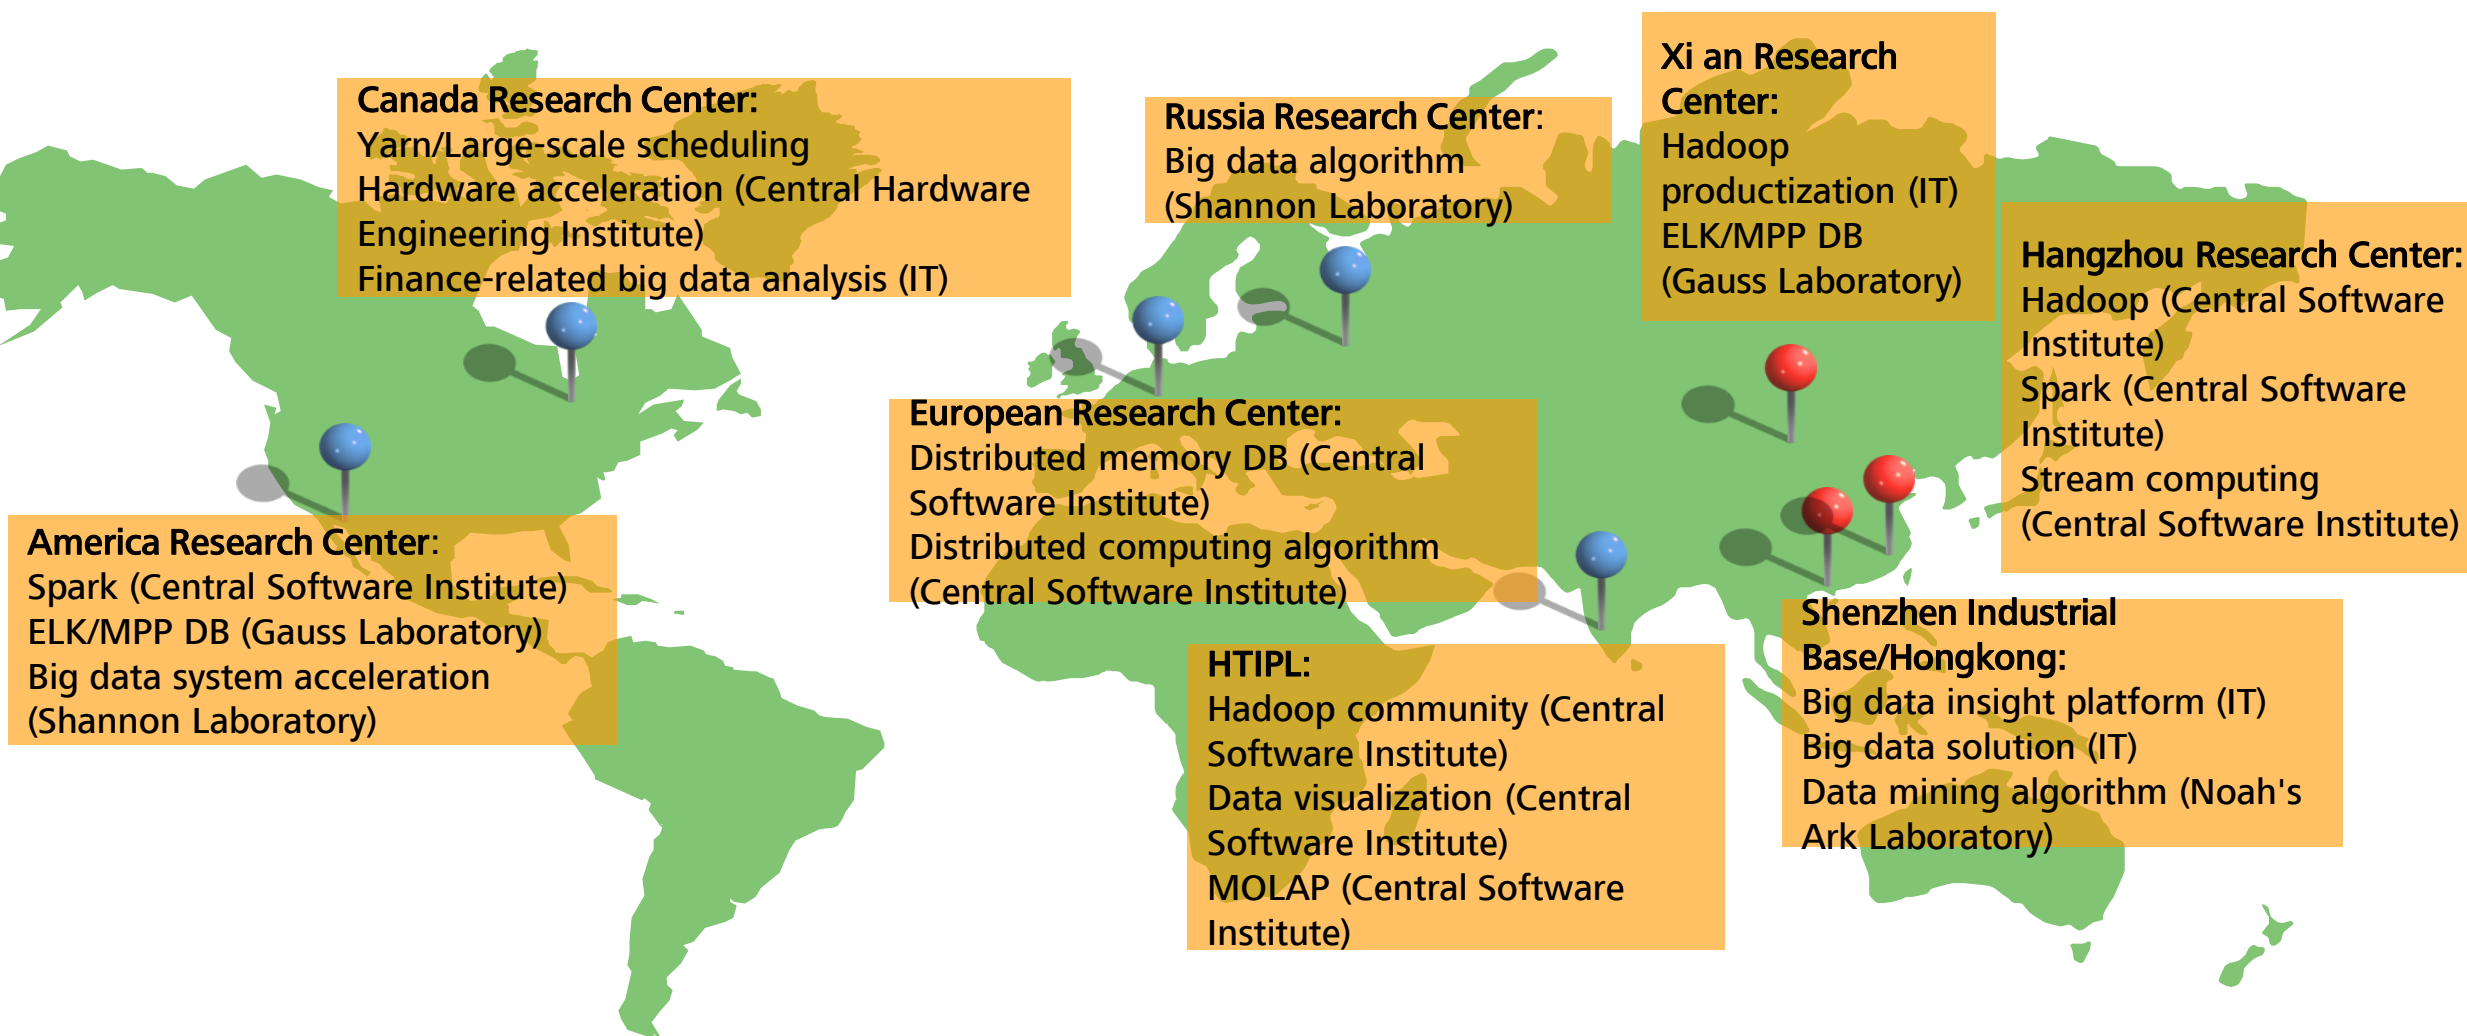 Canada Research Center:
Yarn/Large-scale scheduling
Hardware acceleration (Central Hardware
Engineering Institute)
Finance-related big data analysis (IT)
Russia Research Center:
Big data algorithm
(Shannon Laboratory)
Xi an Research
Center:
Hadoop
productization (IT)
ELK/MPP DB
(Gauss Laboratory)
Hangzhou Research Center:
Hadoop (Central Software
Institute)
Spark (Central Software
Institute)
Stream computing
(Central Software Institute)
European Research Center:
Distributed memory DB (Central
Software Institute)
Distributed computing algorithm
(Central Software Institute)
America Research Center:
Spark (Central Software Institute)
ELK/MPP DB (Gauss Laboratory)
Big data system acceleration
(Shannon Laboratory)
HTIPL:
Hadoop community (Central
Software Institute)
Data visualization (Central
Software Institute)
MOLAP (Central Software
Institute)
Shenzhen Industrial
Base/Hongkong:
Big data insight platform (IT)
Big data solution (IT)
Data mining algorithm (Noah's
Ark Laboratory)